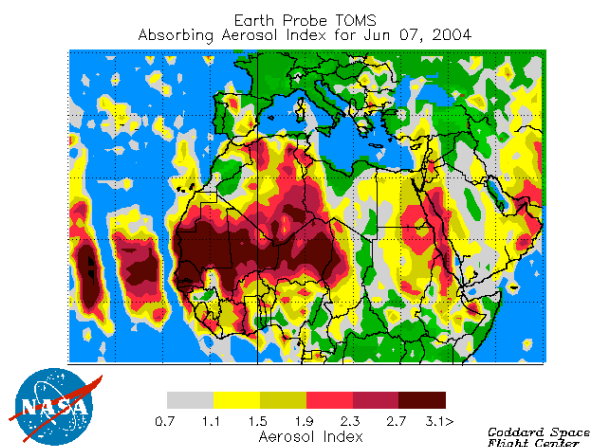 Earth Probe TOMS
Absorbing Aerosol Index for Jun 07, 2004
0.7 1.1 1.5 1.9 2.3 2.7 3.1>
Aerosol Index
NASA
Goddard Space
Flight Center